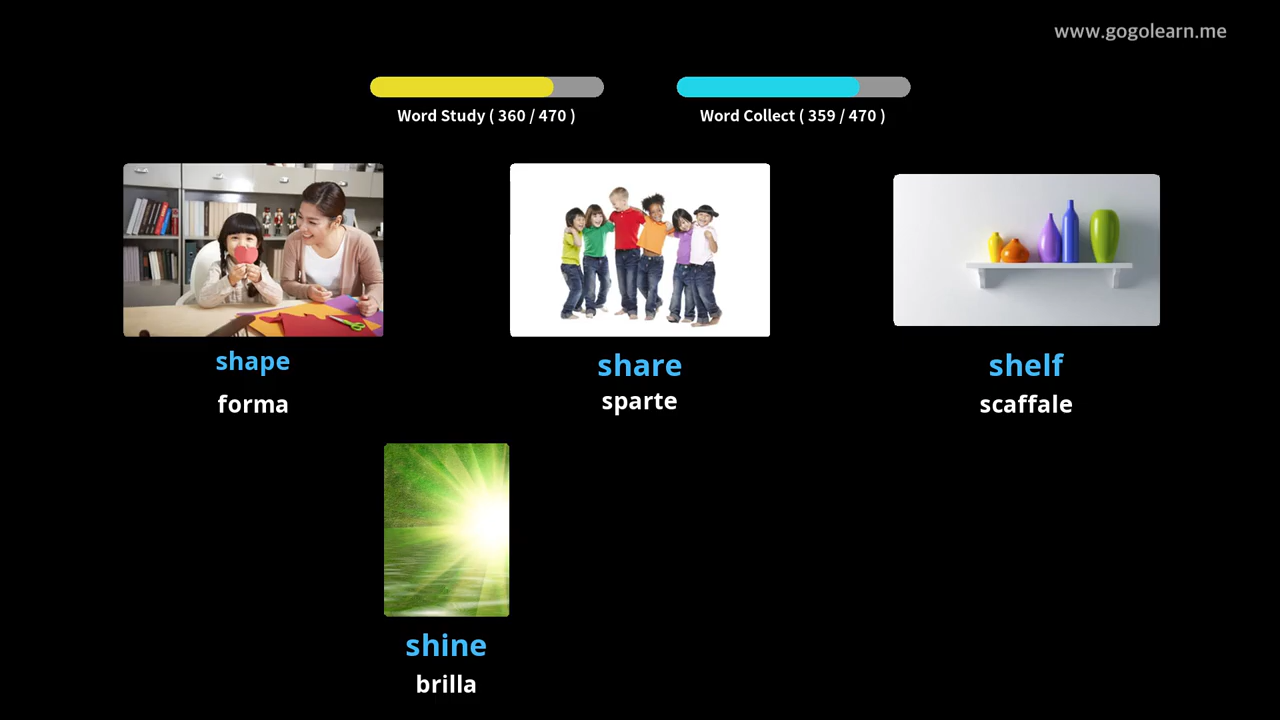 www.gogolearn.me
Word Study ( 360 / 470 )
Word Collect ( 359 / 470 )
shape
forma
share
sparte
shelf
scaffale
shine
brilla